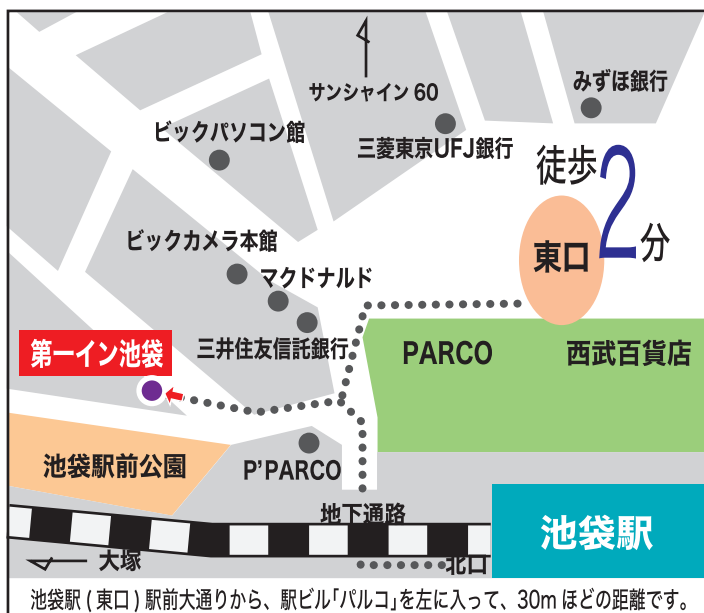 サンシャイン 60
みずほ銀行
ビックパソコン館
三菱東京UFJ銀行
徒歩2分
ビックカメラ本館
東口
マクドナルド
三井住友信託銀行
第一イン池袋
PARCO
西武百貨店
池袋駅前公園
P'PARCO
地下通路
池袋駅
大塚
北口
池袋駅 ( 東口 ) 駅前大通りから、駅ビル「パルコ」を左に入って、30m ほどの距離です。